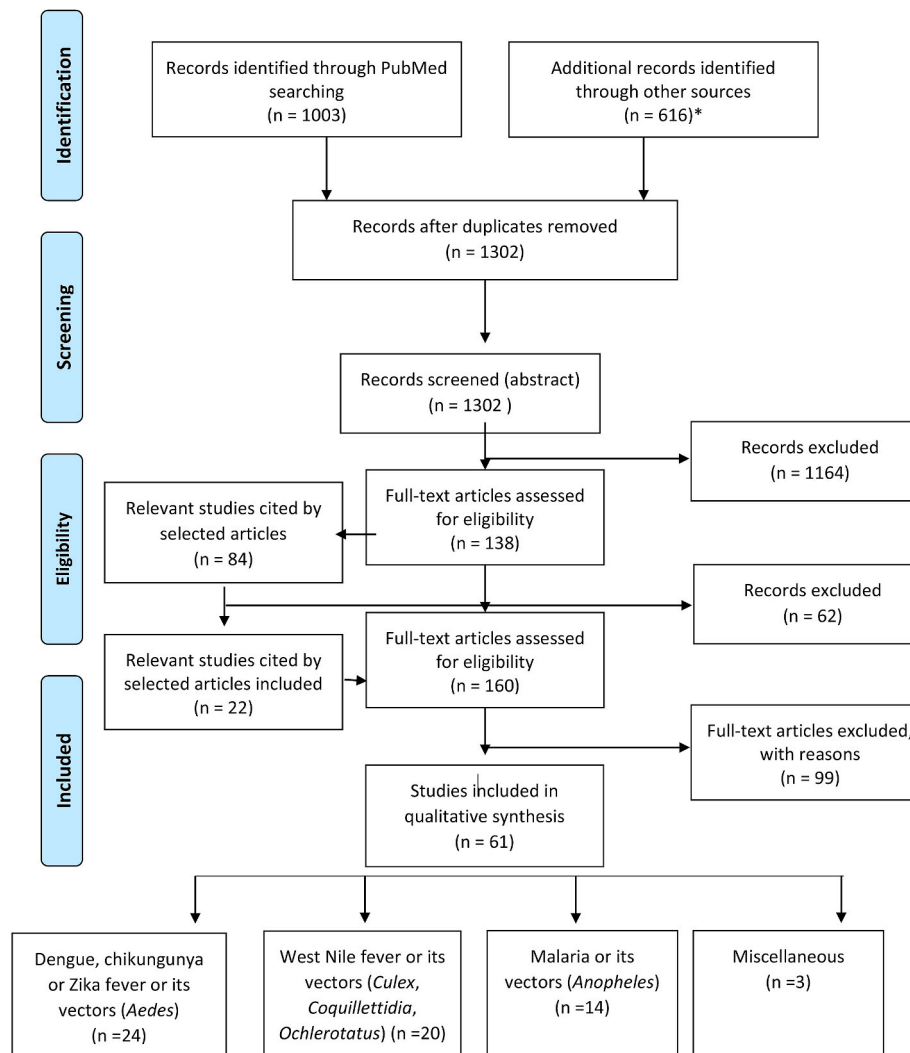 Identification
Records identified through PubMed
searching
(n = 1003)
Additional records identified
through other sources
(n = 616)*
Records after duplicates removed
(n = 1302)
Screening
Records screened (abstract)
(n = 1302 )
Records excluded
(n = 1164)
Eligibility
Full-text articles assessed
for eligibility
(n = 138)
Relevant studies cited by
selected articles
(n = 84)
Records excluded
(n = 62)
Relevant studies cited by
selected articles included
(n = 22)
Full-text articles assessed
for eligibility
(n = 160)
Included
Full-text articles excluded,
with reasons
(n = 99)
Studies included in
qualitative synthesis
(n = 61)
Dengue, chikungunya
or Zika fever or its
vectors (Aedes)
(n =24)
West Nile fever or its
vectors (Culex,
Coquillettidia,
Ochlerotatus) (n =20)
Malaria or its
vectors (Anopheles)
(n =14)
Miscellaneous
(n =3)